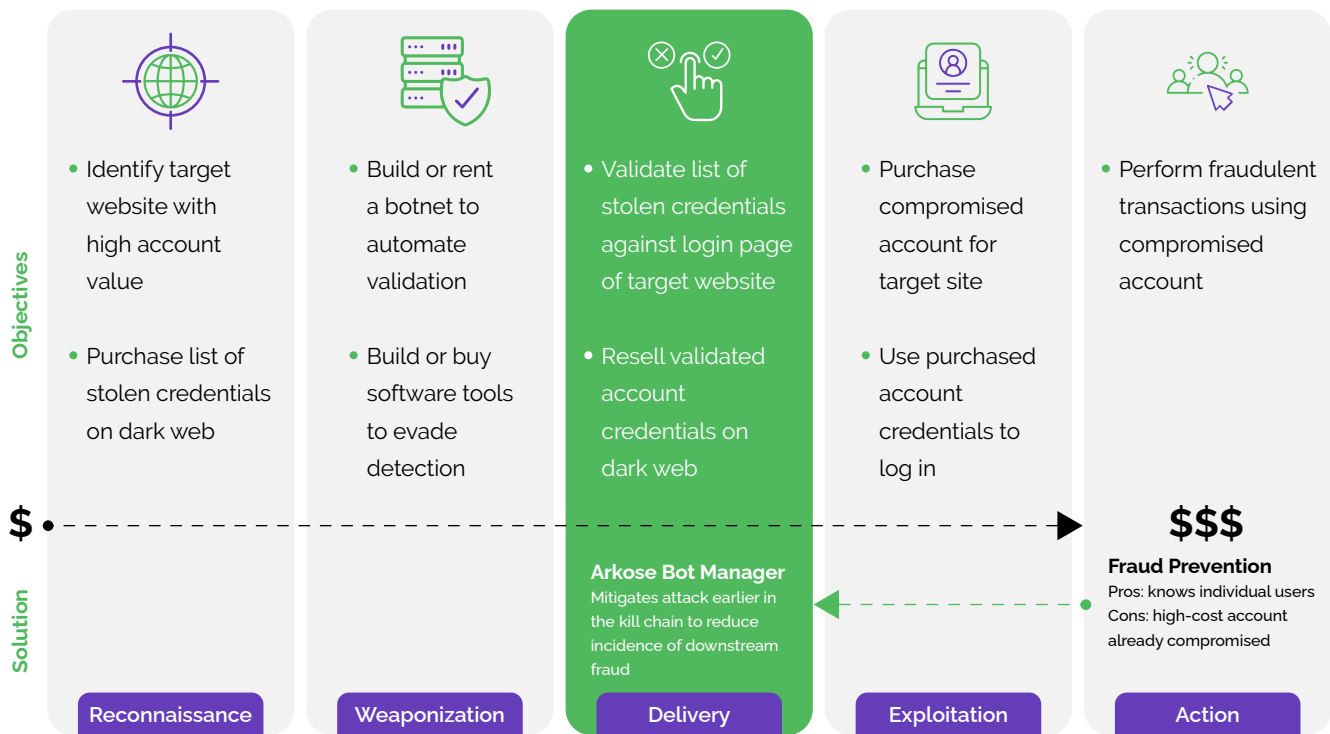 Objectives
Identify target
website with
high account
value
Purchase list of
stolen credentials
on dark web
Build or rent
a botnet to
automate
validation
Build or buy
software tools
to evade
detection
Validate list of
stolen credentials
against login page
of target website
Resell validated
account
credentials on
dark web
Purchase
compromised
account for
target site
Use purchased
account
credentials to
log in
Perform fraudulent
transactions using
compromised
account
$
$$$
Solution
Arkose Bot Manager
Mitigates attack earlier in
the kill chain to reduce
incidence of downstream
fraud
Fraud Prevention
Pros: knows individual users
Cons: high-cost account
already compromised
Reconnaissance
Weaponization
Delivery
Exploitation
Action